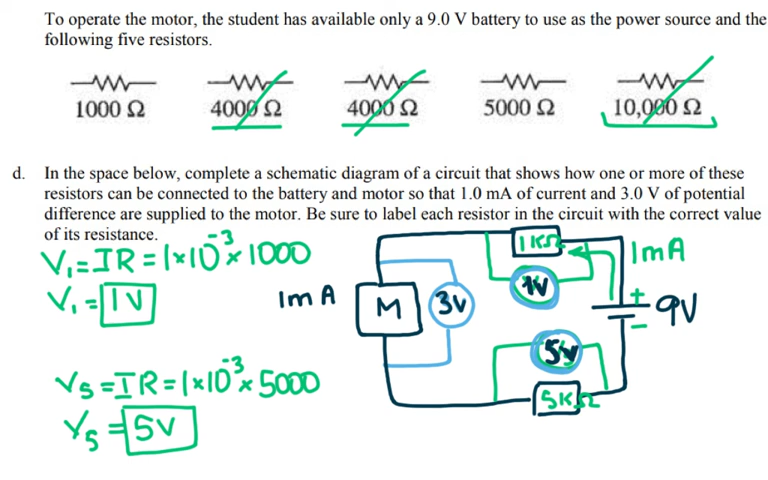 To operate the motor, the student has available only a 9.0 V battery to use as the power source and the
following five resistors.
1000 Ω
4000 Ω
4000 Ω
5000 Ω
10,000 Ω
d. In the space below, complete a schematic diagram of a circuit that shows how one or more of these
resistors can be connected to the battery and motor so that 1.0 mA of current and 3.0 V of potential
difference are supplied to the motor. Be sure to label each resistor in the circuit with the correct value
of its resistance.
V₁=IR=1×10⁻³×1000
V₁=1V
1mA
M
3V
1KΩ
1V
1mA
+
-
9V
5V
5KΩ
V5=IR=1×10⁻³×5000
V5=5V